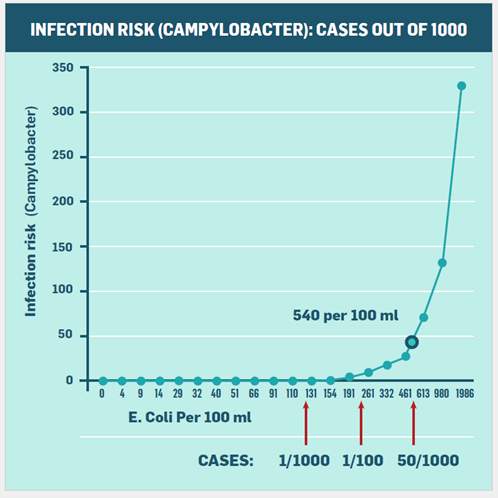 INFECTION RISK (CAMPYLOBACTER): CASES OUT OF 1000
350
300
250
200
150
100
50
0
Infection risk (Campylobacter)
540 per 100 ml
0 4 9 14 29 32 40 51 66 91 110 131 154 191 261 332 461 613 980 1986
E. Coli Per 100 ml
CASES: 1/1000 1/100 50/1000